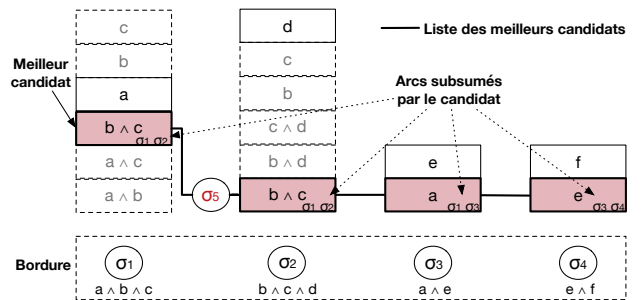 c
b
a
b ∧ c
σ1 σ2
a ∧ c
a ∧ b
Meilleur
candidat
σ5
d
c
b
c ∧ d
b ∧ d
b ∧ c
σ1 σ2
Liste des meilleurs candidats
Arcs subsumés
par le candidat
e
a
σ1 σ3
f
e
σ3 σ4
Bordure
σ1 σ2 σ3 σ4
a ∧ b ∧ c b ∧ c ∧ d a ∧ e e ∧ f